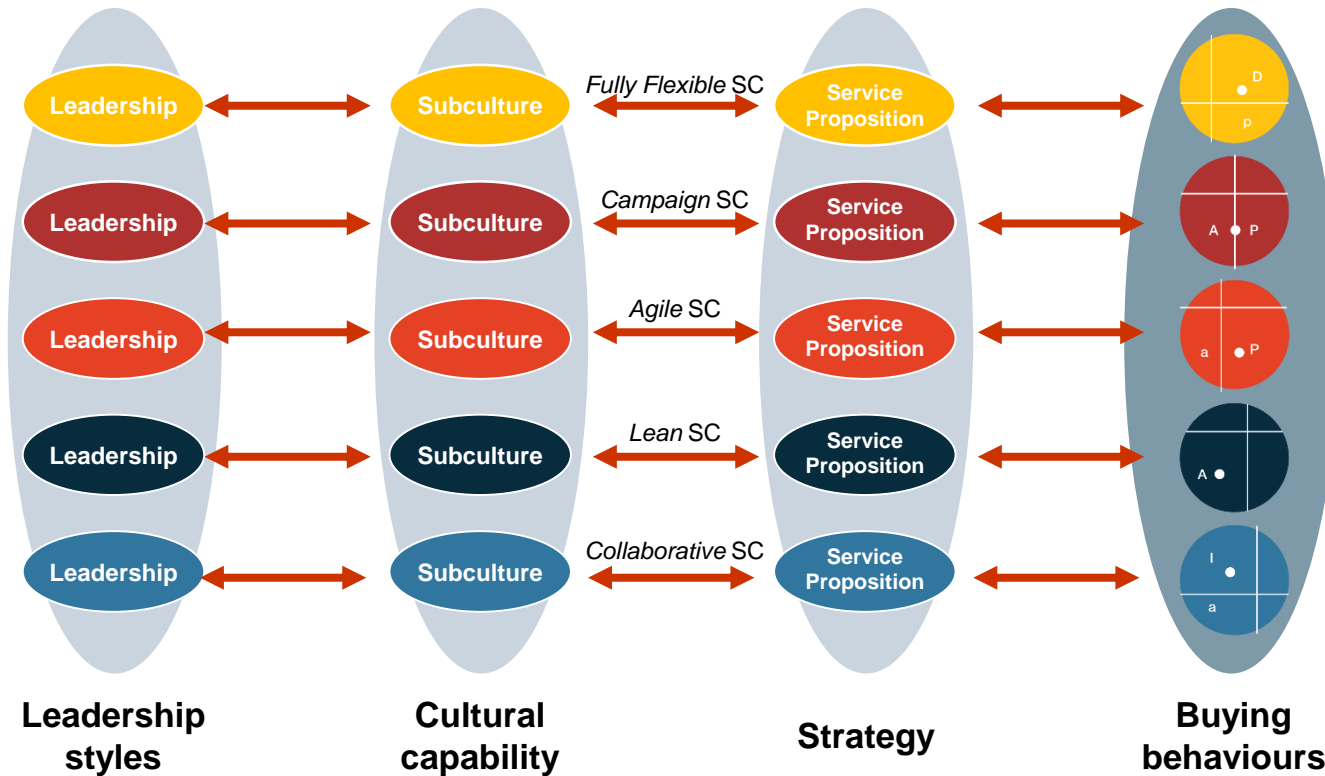 Fully Flexible SC
Leadership
Subculture
Service
Proposition
D
p
Campaign SC
Leadership
Subculture
Service
Proposition
A P
Agile SC
Leadership
Subculture
Service
Proposition
a P
Lean SC
Leadership
Subculture
Service
Proposition
A
Collaborative SC
Leadership
Subculture
Service
Proposition
I
a
Leadership
styles
Cultural
capability
Strategy
Buying
behaviours